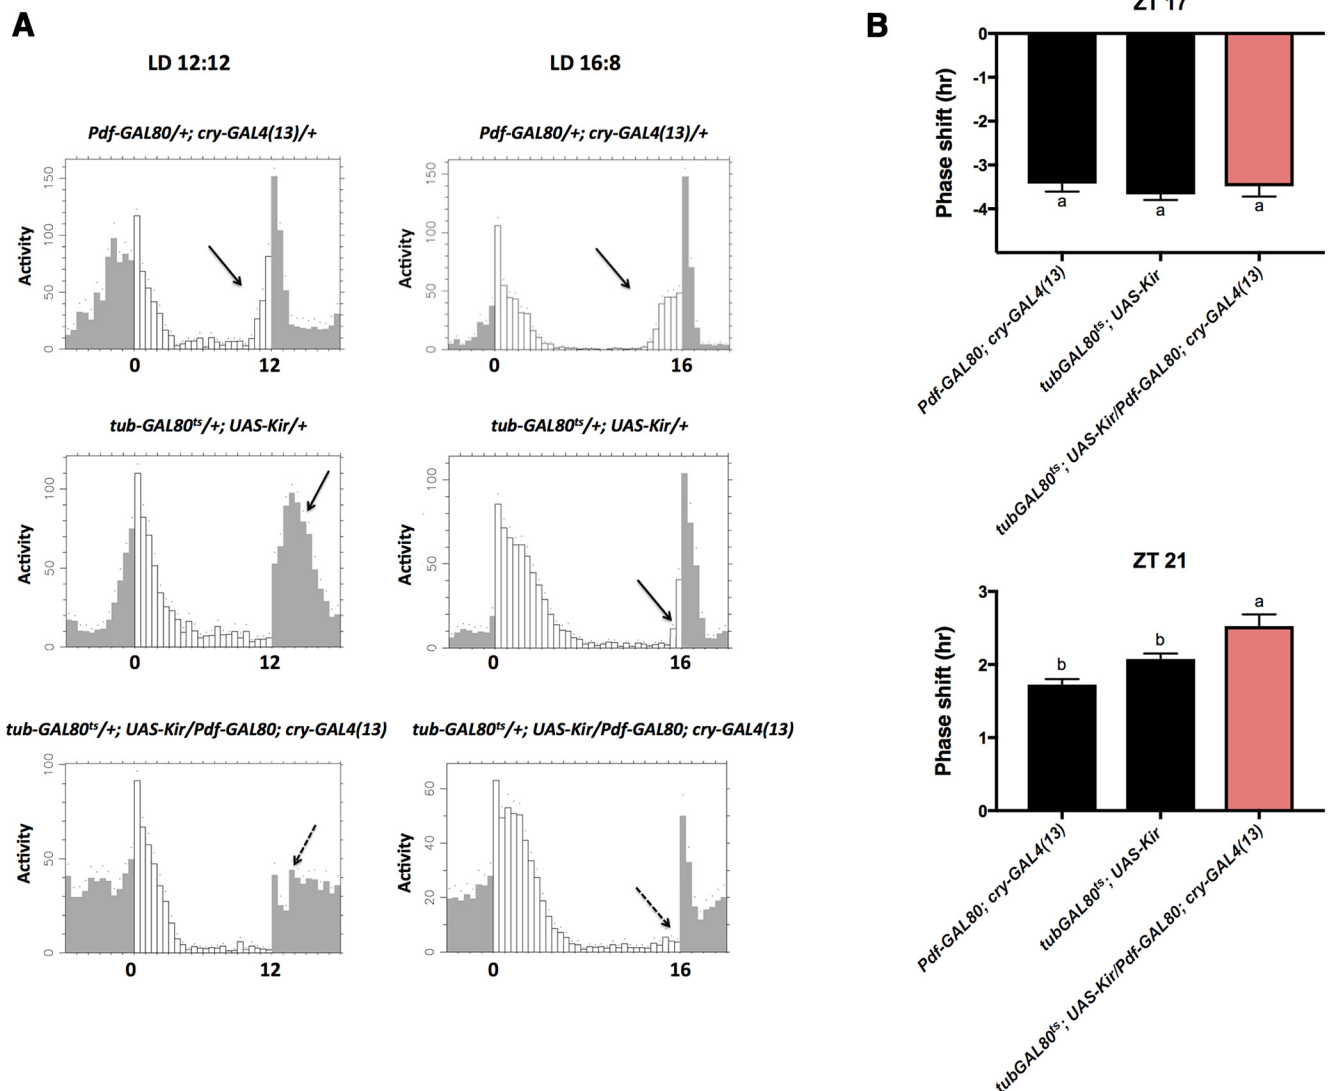 A
B
LD 12:12
LD 16:8
Pdf-GAL80/+; cry-GAL4(13)/+
Activity
0
50
100
150
0
12
Pdf-GAL80/+; cry-GAL4(13)/+
Activity
0
50
100
150
0
16
tub-GAL80ts/+; UAS-Kir/+
Activity
0
50
100
0
12
tub-GAL80ts/+; UAS-Kir/+
Activity
0
50
100
0
16
tub-GAL80ts/+; UAS-Kir/Pdf-GAL80; cry-GAL4(13)
Activity
0
50
100
0
12
tub-GAL80ts/+; UAS-Kir/Pdf-GAL80; cry-GAL4(13)
Activity
0
20
40
60
0
16
ZT 17
Phase shift (hr)
0
-1
-2
-3
-4
a
a
a
Pdf-GAL80; cry-GAL4(13)
tubGAL80ts; UAS-Kir
tubGAL80ts; UAS-Kir/Pdf-GAL80; cry-GAL4(13)
ZT 21
Phase shift (hr)
3
2
1
0
b
b
a
Pdf-GAL80; cry-GAL4(13)
tubGAL80ts; UAS-Kir
tubGAL80ts; UAS-Kir/Pdf-GAL80; cry-GAL4(13)